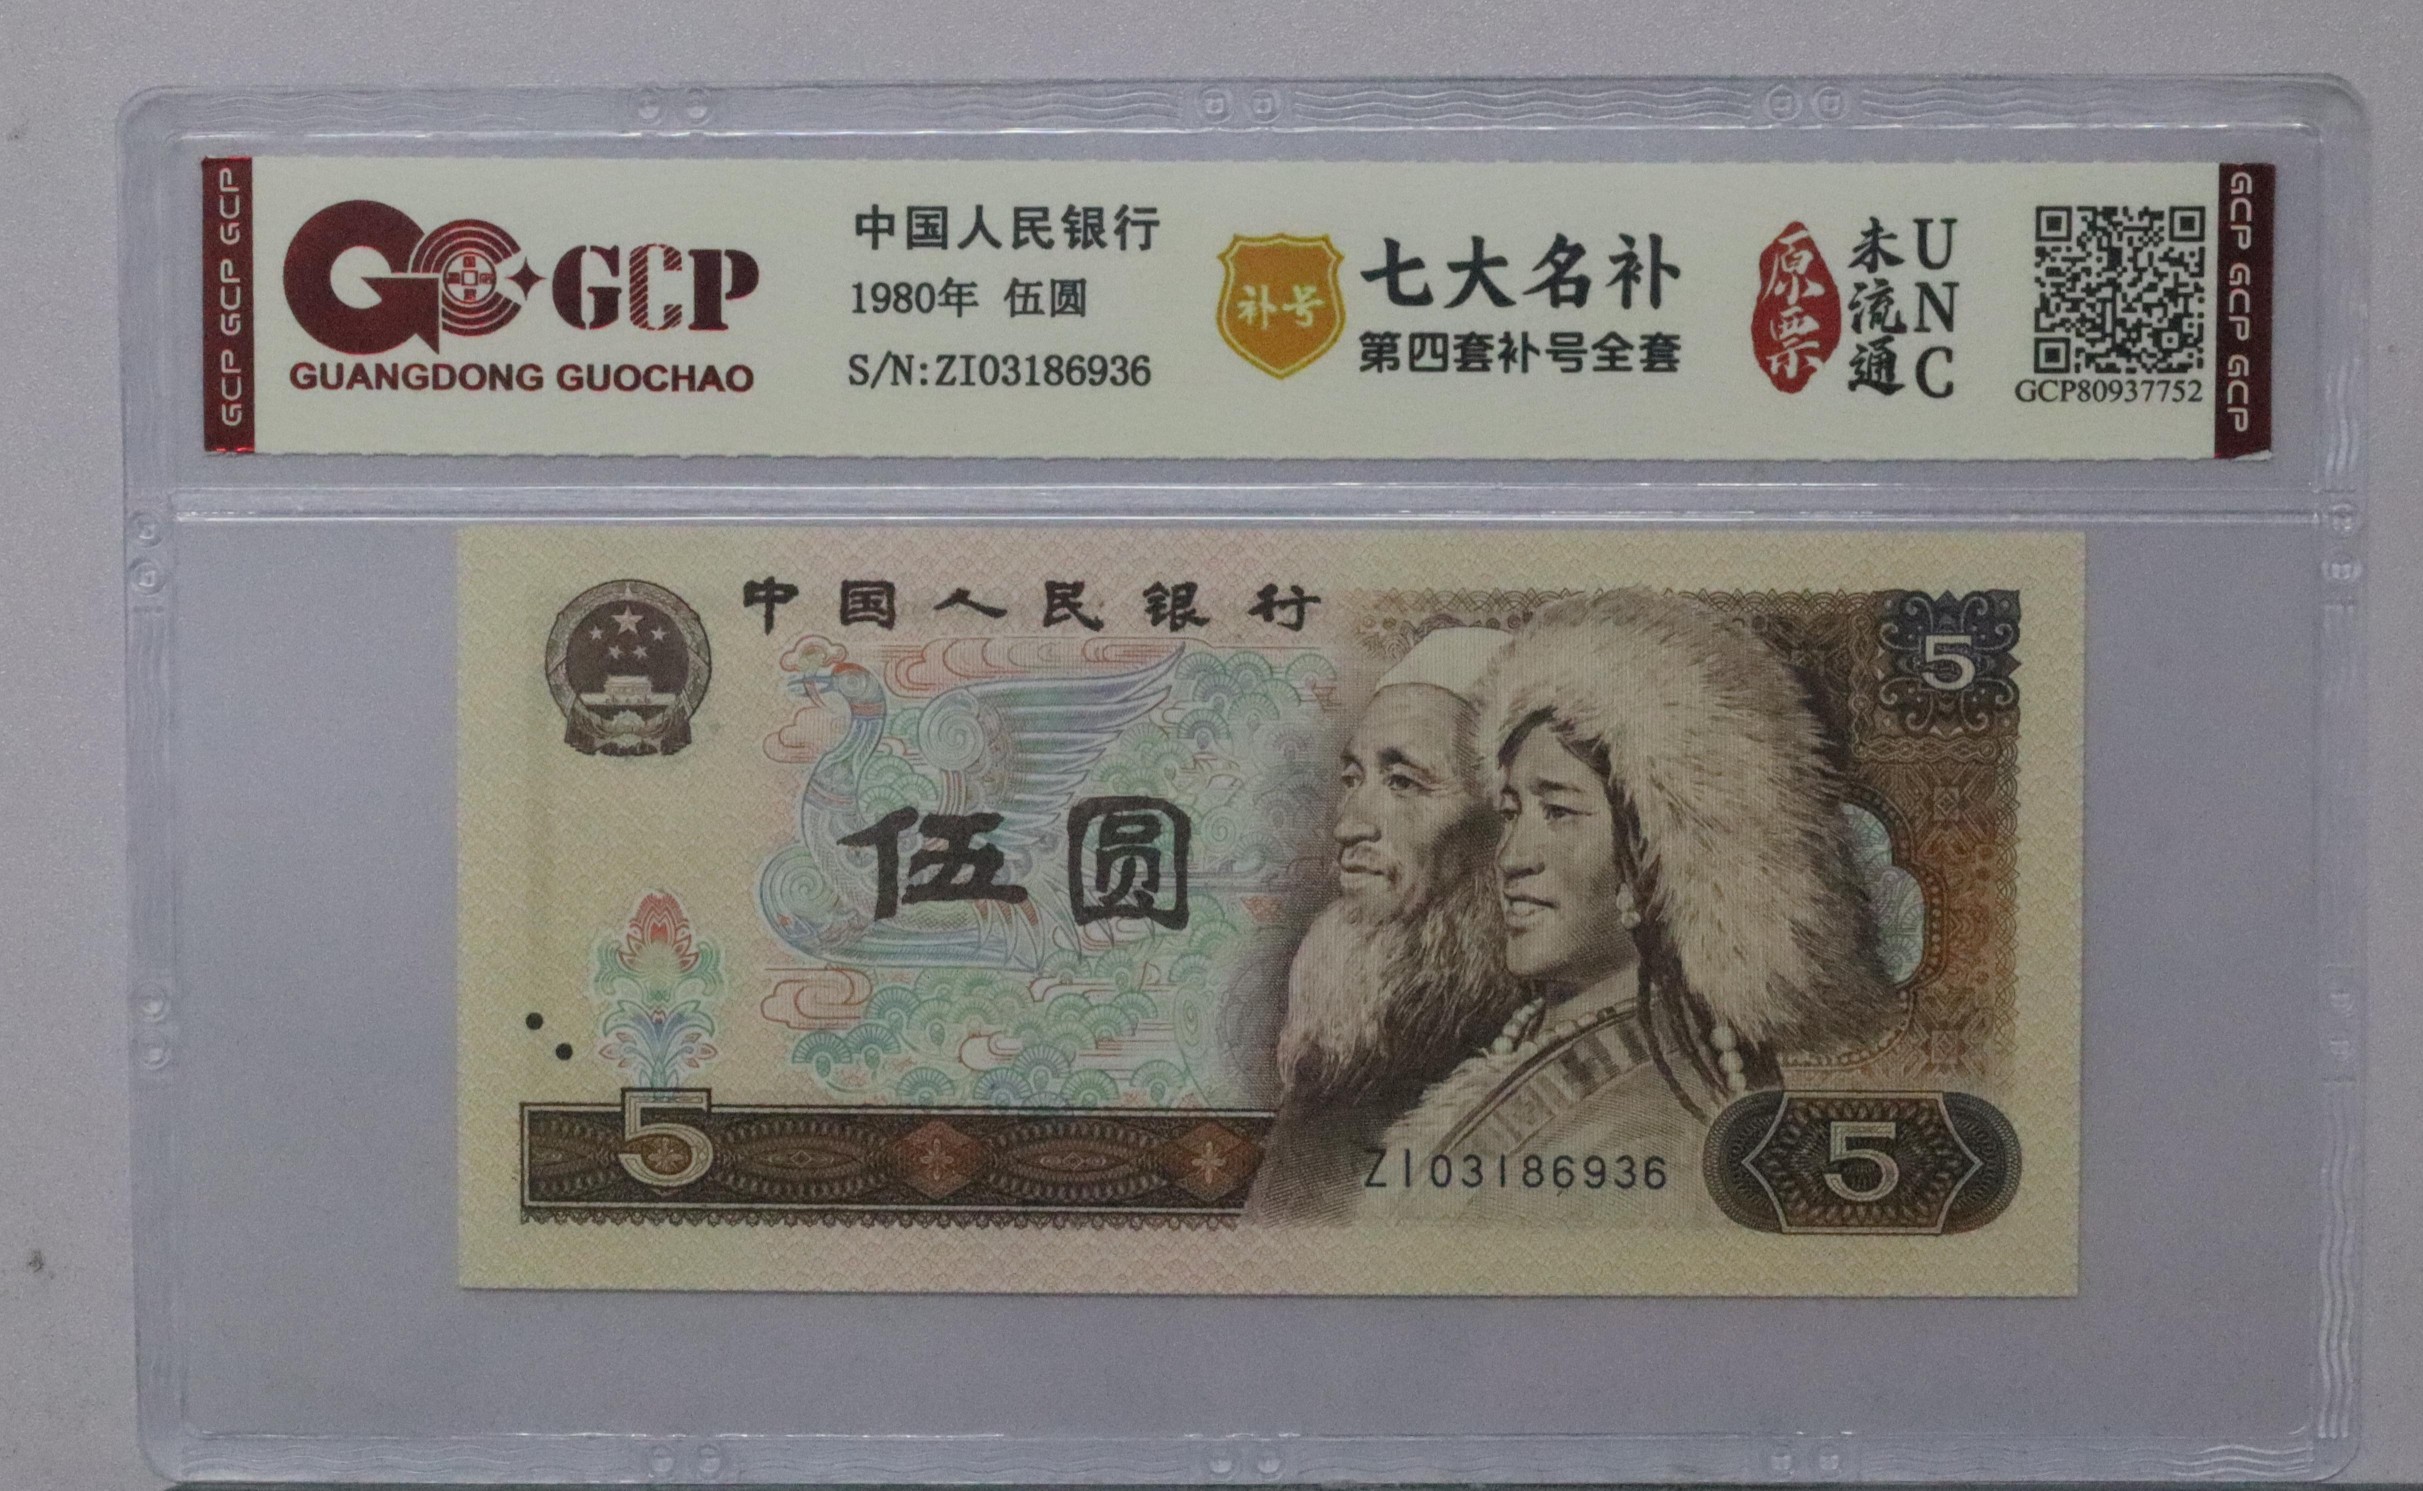 GCP GCP GCP
GCP
GUANGDONG GUOCHAO
中国人民银行
1980年 伍圆
S/N:ZI03186936
补号
七大名补
第四套补号全套
原票
未流通
UNC
GCP80937752
GCP GCP GCP
中国人民银行
5
伍圆
5
ZI03186936
5